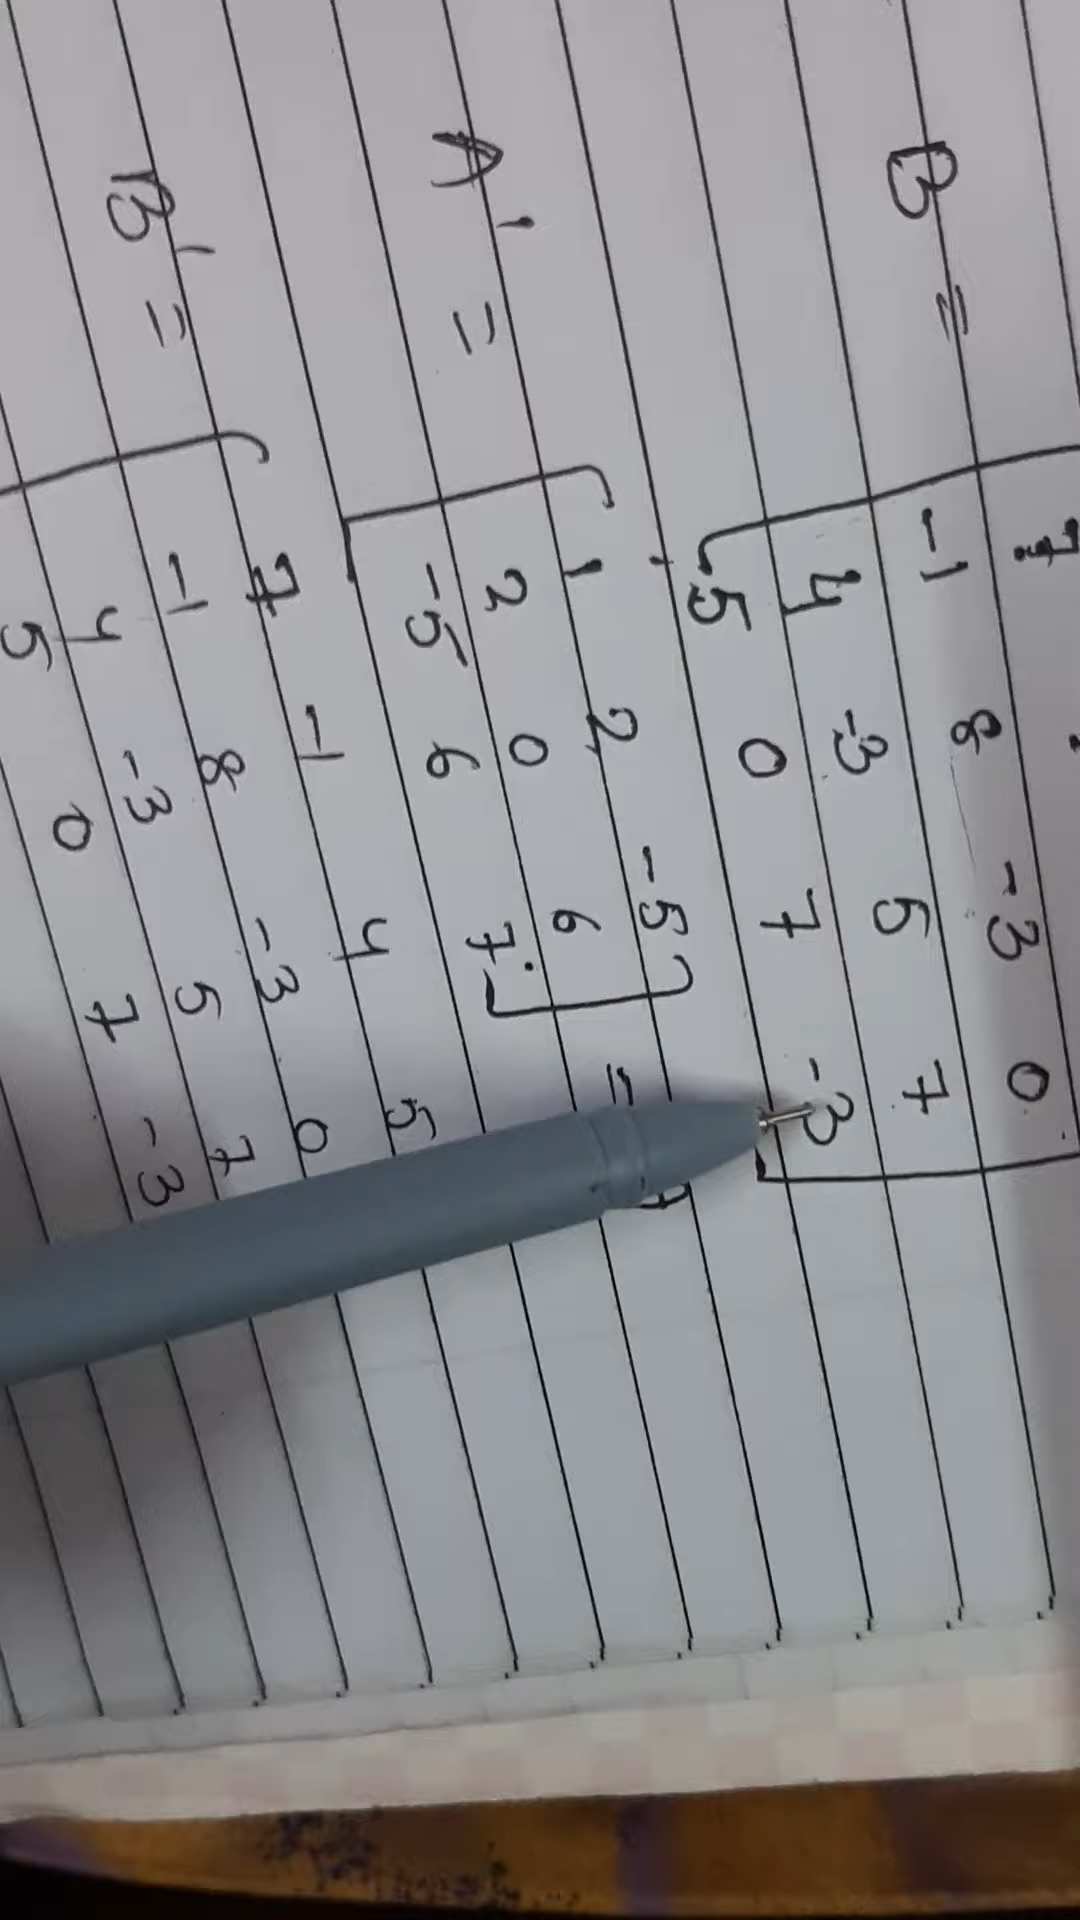 7
B = -1 8 -3 0
4 -3 5 7
5 0 7 -3
1 2 -5
A' = 2 0 6 =
-5 6 7
7 -1 4 5
B' = -1 8 -3 0
4 -3 5 7
5 0 7 -3